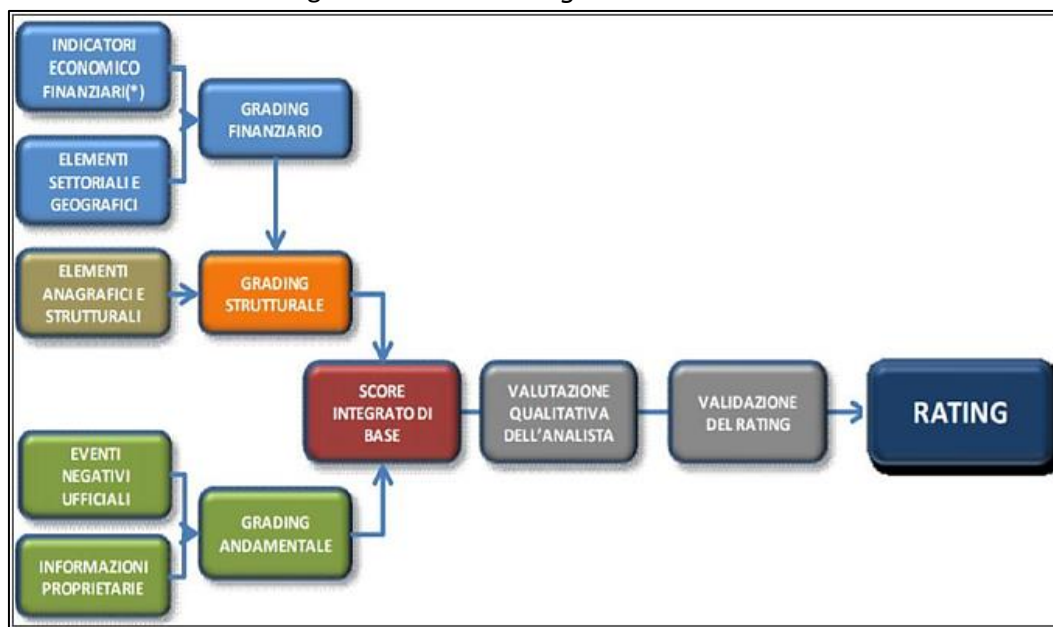 INDICATORI
ECONOMICO
FINANZIARI(*)
GRADING
FINANZIARIO
ELEMENTI
SETTORIALI E
GEOGRAFICI
ELEMENTI
ANAGRAFICI E
STRUTTURALI
GRADING
STRUTTURALE
SCORE
INTEGRATO DI
BASE
VALUTAZIONE
QUALITATIVA
DELL'ANALISTA
VALIDAZIONE
DEL RATING
RATING
EVENTI
NEGATIVI
UFFICIALI
GRADING
ANDAMENTALE
INFORMAZIONI
PROPRIETARIE